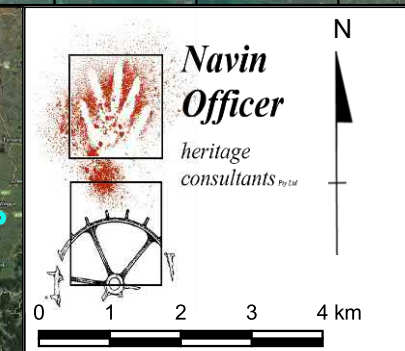 N
Navin
Officer
heritage
consultants Pty Ltd
0 1 2 3 4 km